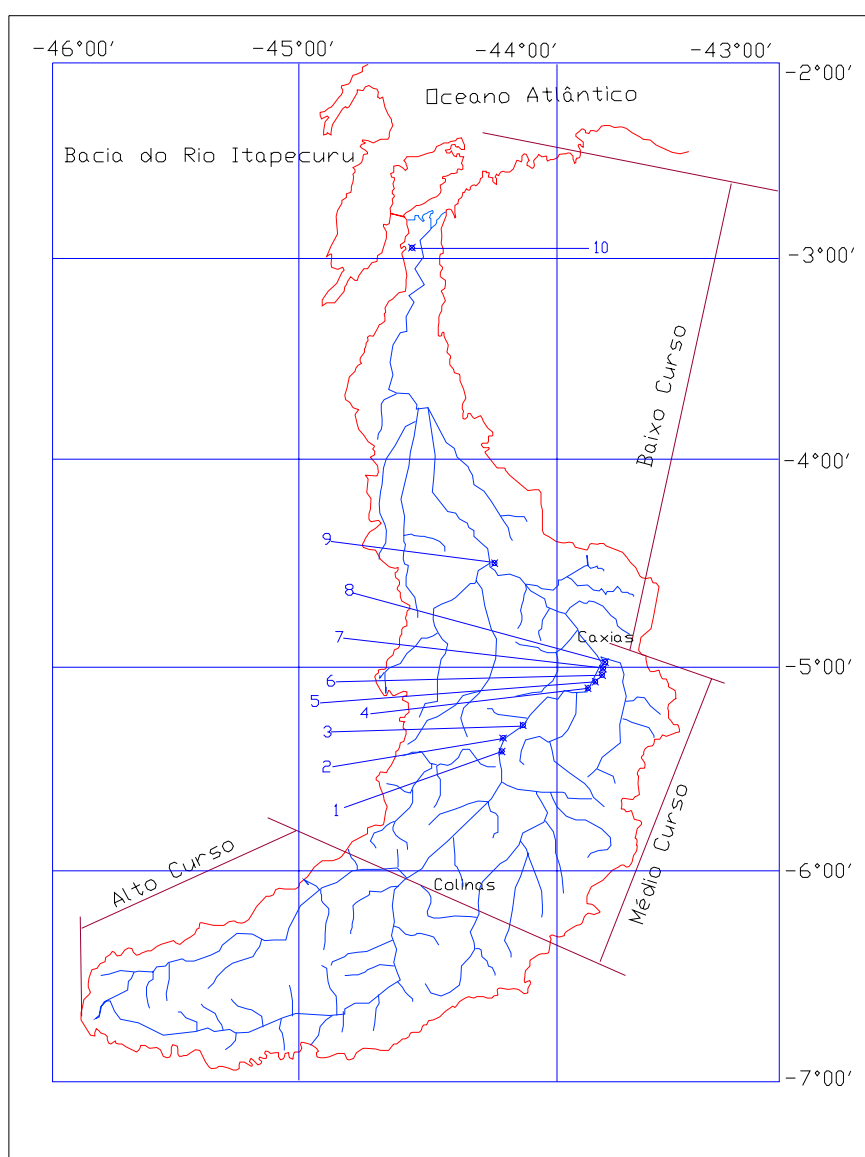 -46°00′ -45°00′ -44°00′ -43°00′
-2°00′
Oceano Atlântico
Bacia do Rio Itapecuru
10
-3°00′
Baixo Curso
-4°00′
9
8
Caxias
7
-5°00′
6
5
4
3
2
1
Alto Curso
Médio Curso
-6°00′
Colinas
-7°00′